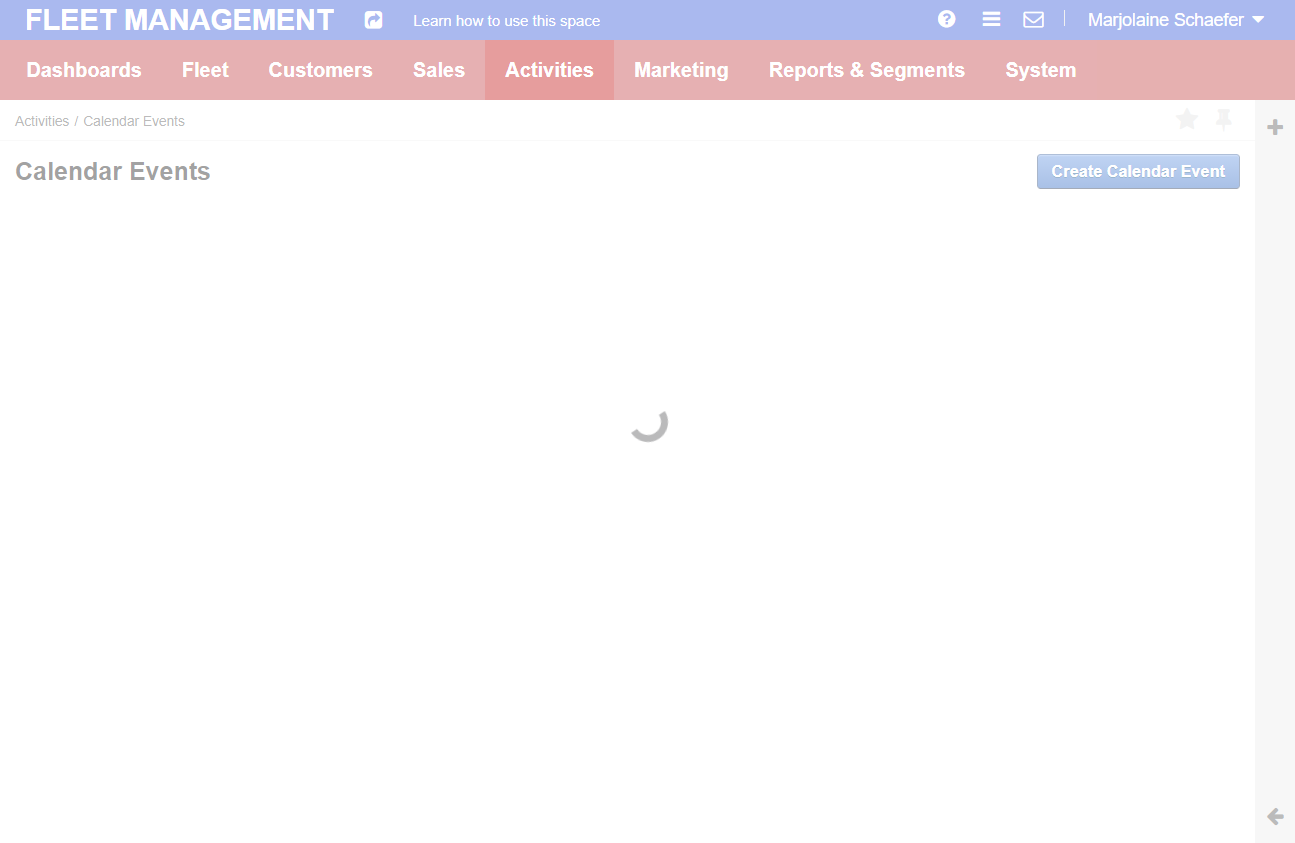 FLEET MANAGEMENT Learn how to use this space Marjolaine Schaefer
Dashboards Fleet Customers Sales Activities Marketing Reports & Segments System
Activities / Calendar Events
Calendar Events Create Calendar Event